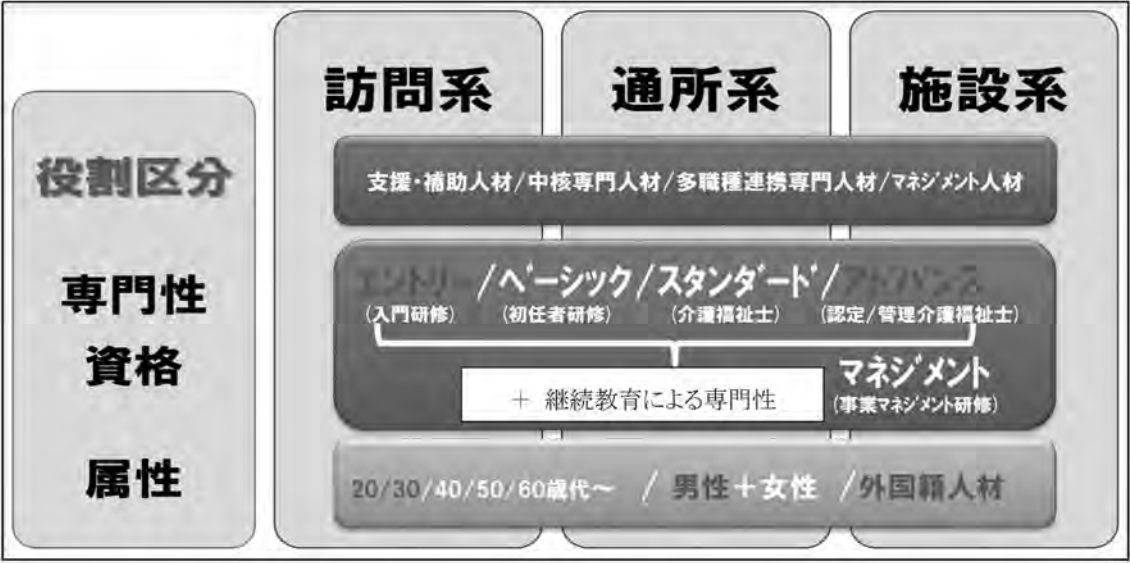 訪問系
通所系
施設系
役割区分
支援・補助人材/中核専門人材/多職種連携専門人材/マネジメント人材
専門性
資格
エントリー/ベーシック/スタンダード/アドバンス
(入門研修) (初任者研修) (介護福祉士) (認定/管理介護福祉士)
+ 継続教育による専門性
マネジメント
(事業マネジメント研修)
属性
20/30/40/50/60歳代~ / 男性+女性 /外国籍人材